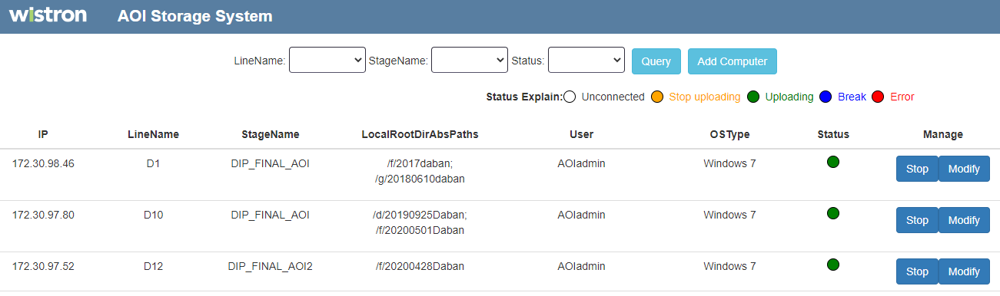 wistron AOI Storage System
LineName: StageName: Status: Query Add Computer
Status Explain: Unconnected Stop uploading Uploading Break Error
IP LineName StageName LocalRootDirAbsPaths User OSType Status Manage
172.30.98.46 D1 DIP_FINAL_AOI /f/2017daban; AOIadmin Windows 7 Stop Modify
/g/20180610daban
172.30.97.80 D10 DIP_FINAL_AOI /d/20190925Daban; AOIadmin Windows 7 Stop Modify
/f/20200501Daban
172.30.97.52 D12 DIP_FINAL_AOI2 /f/20200428Daban AOIadmin Windows 7 Stop Modify